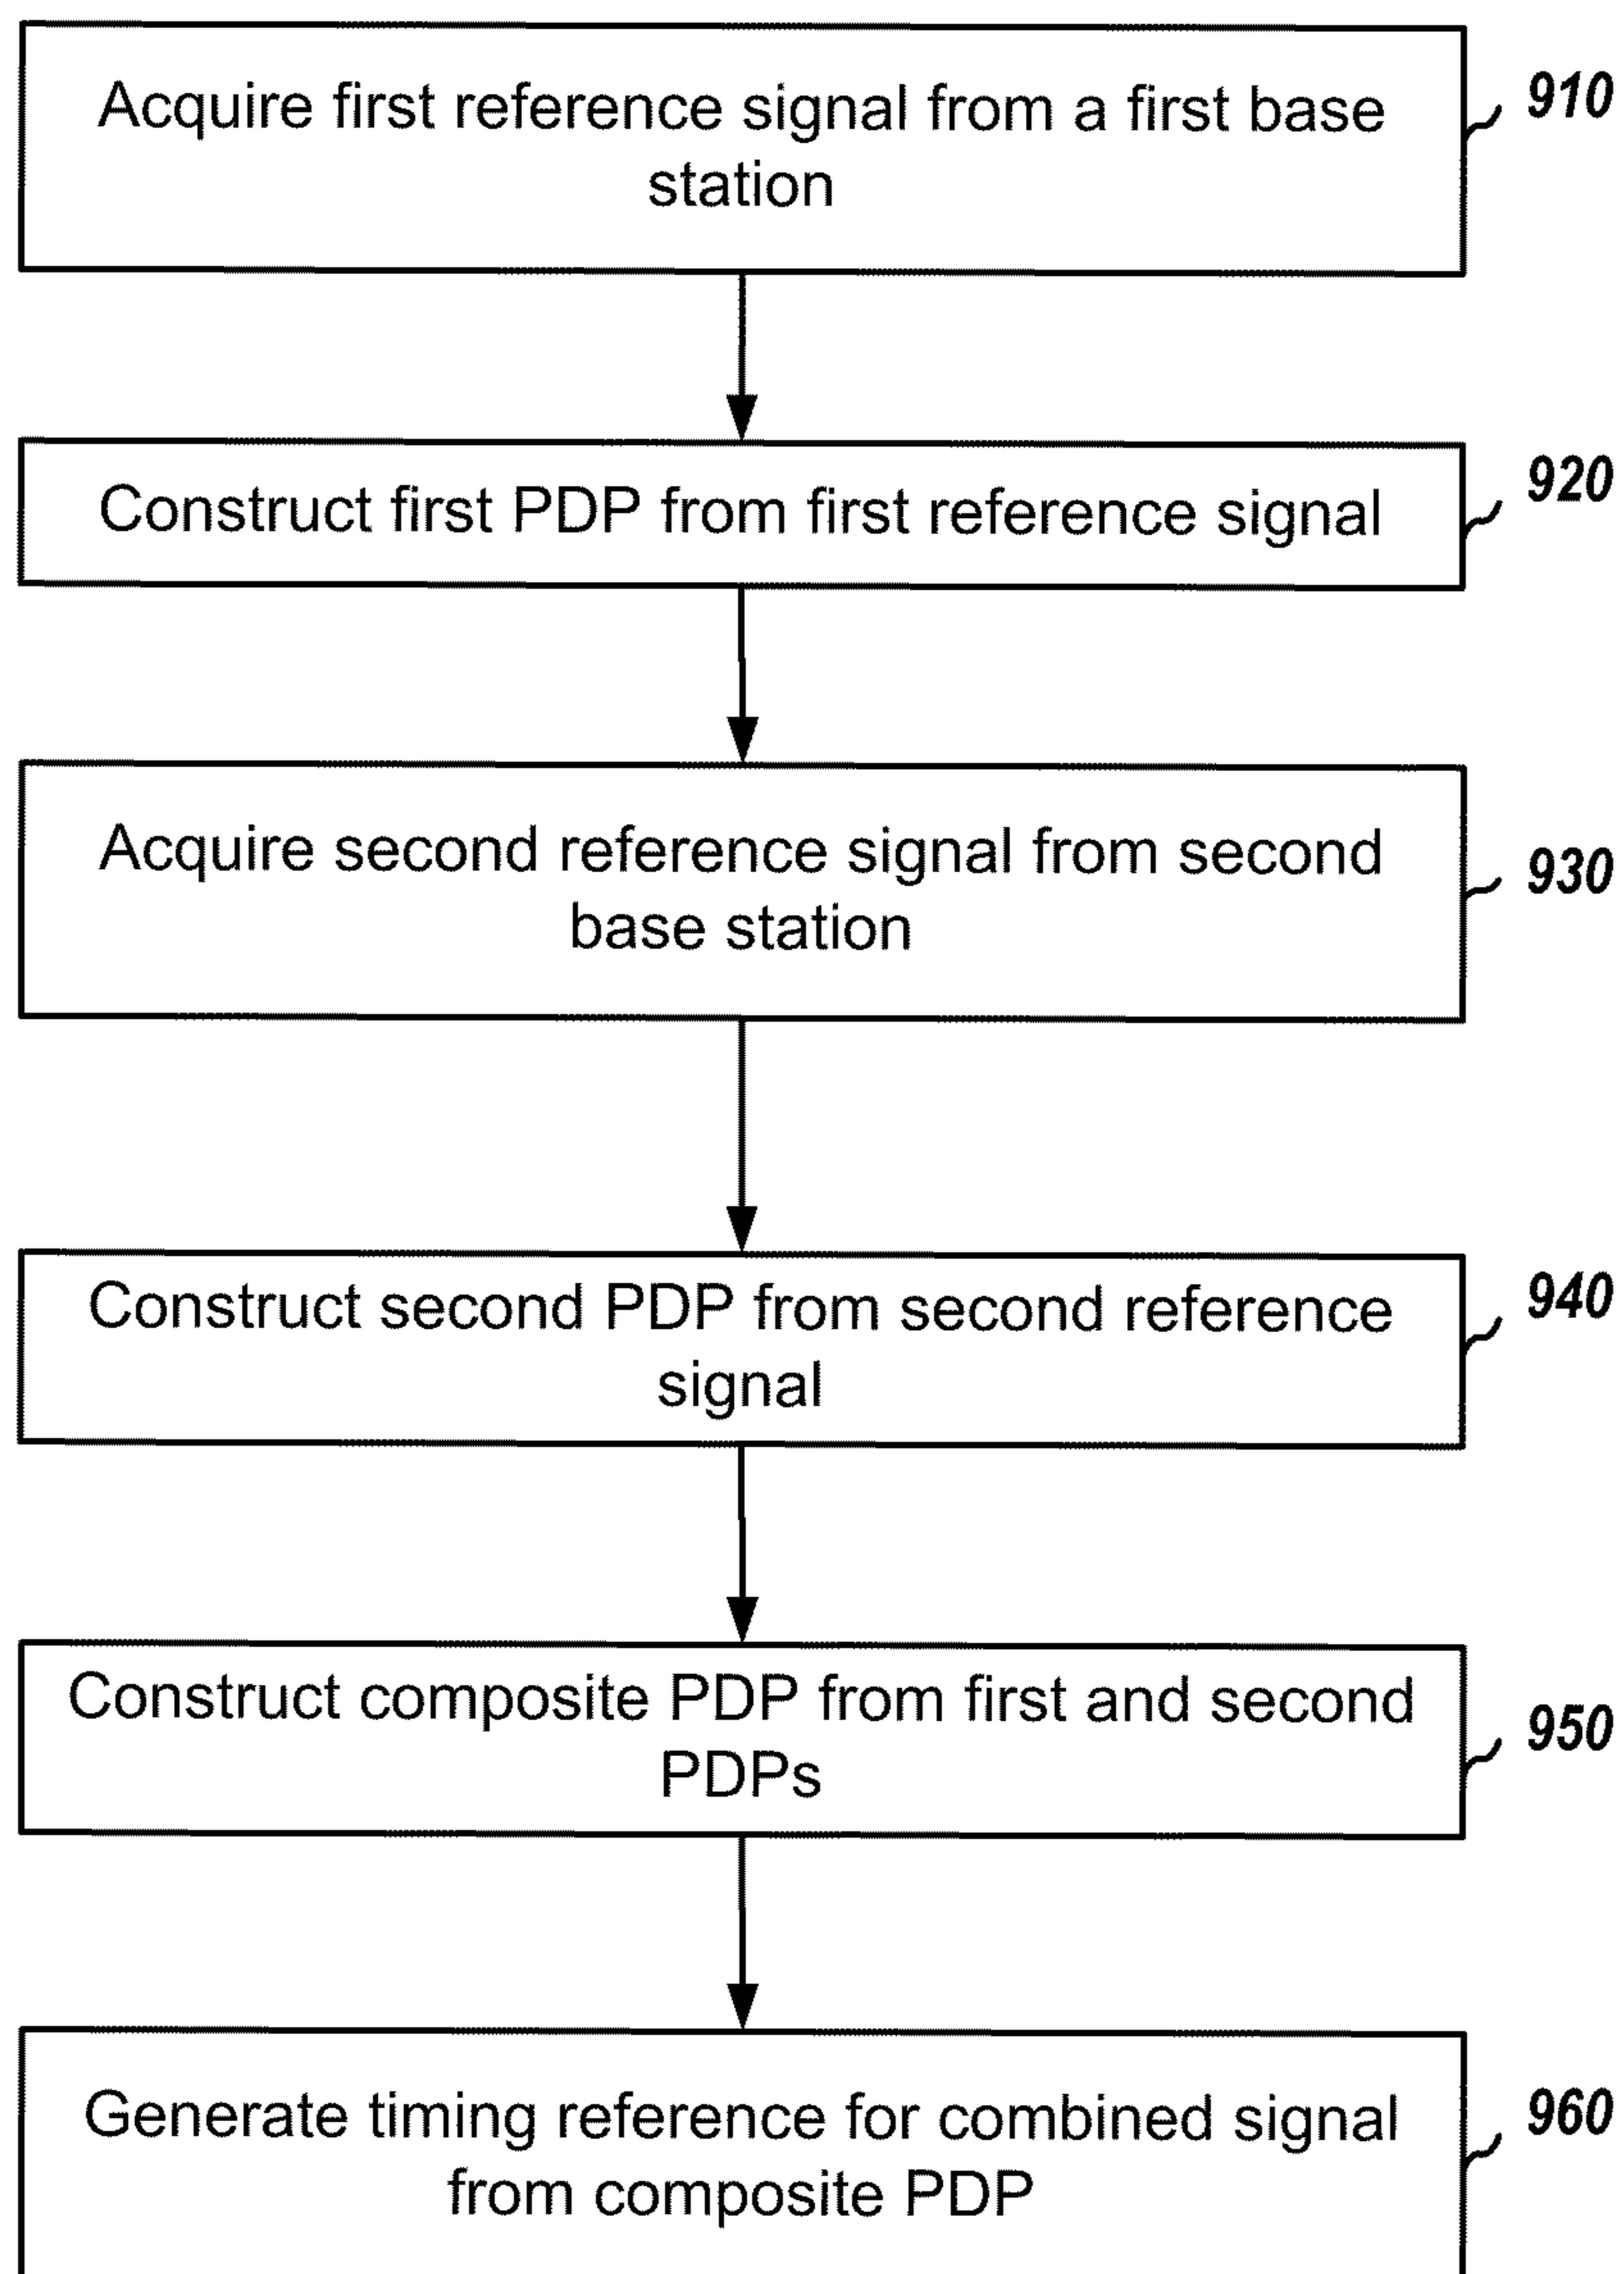 Acquire first reference signal from a first base
station
910
Construct first PDP from first reference signal
920
Acquire second reference signal from second
base station
930
Construct second PDP from second reference
signal
940
Construct composite PDP from first and second
PDPs
950
Generate timing reference for combined signal
from composite PDP
960